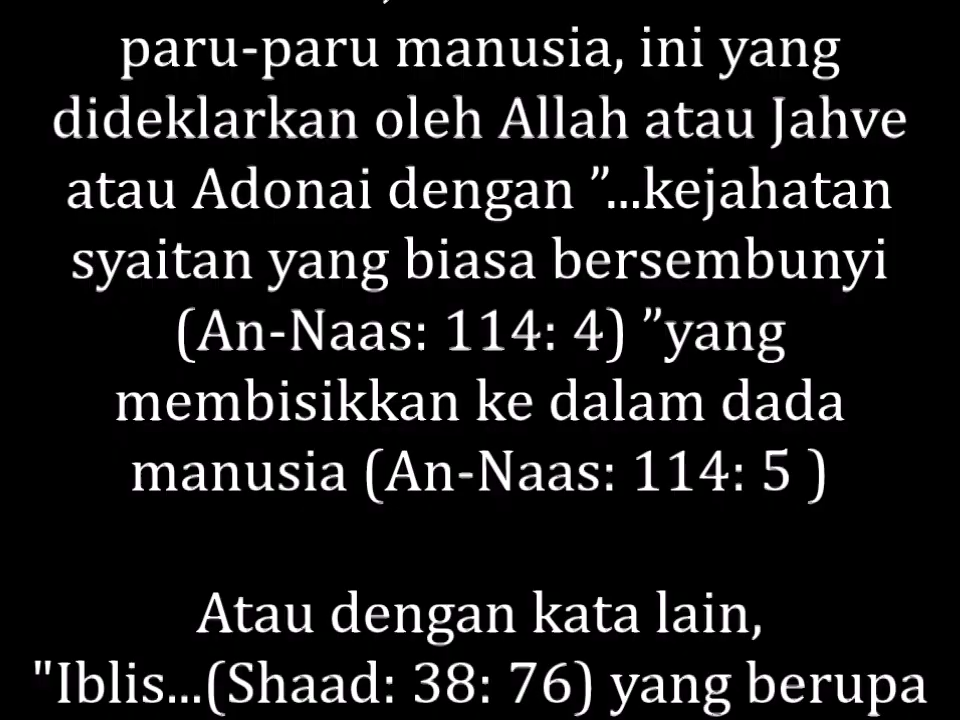 paru-paru manusia, ini yang
dideklarkan oleh Allah atau Jahve
atau Adonai dengan ”...kejahatan
syaitan yang biasa bersembunyi
(An-Naas: 114: 4) ”yang
membisikkan ke dalam dada
manusia (An-Naas: 114: 5 )
Atau dengan kata lain,
"Iblis...(Shaad: 38: 76) yang berupa